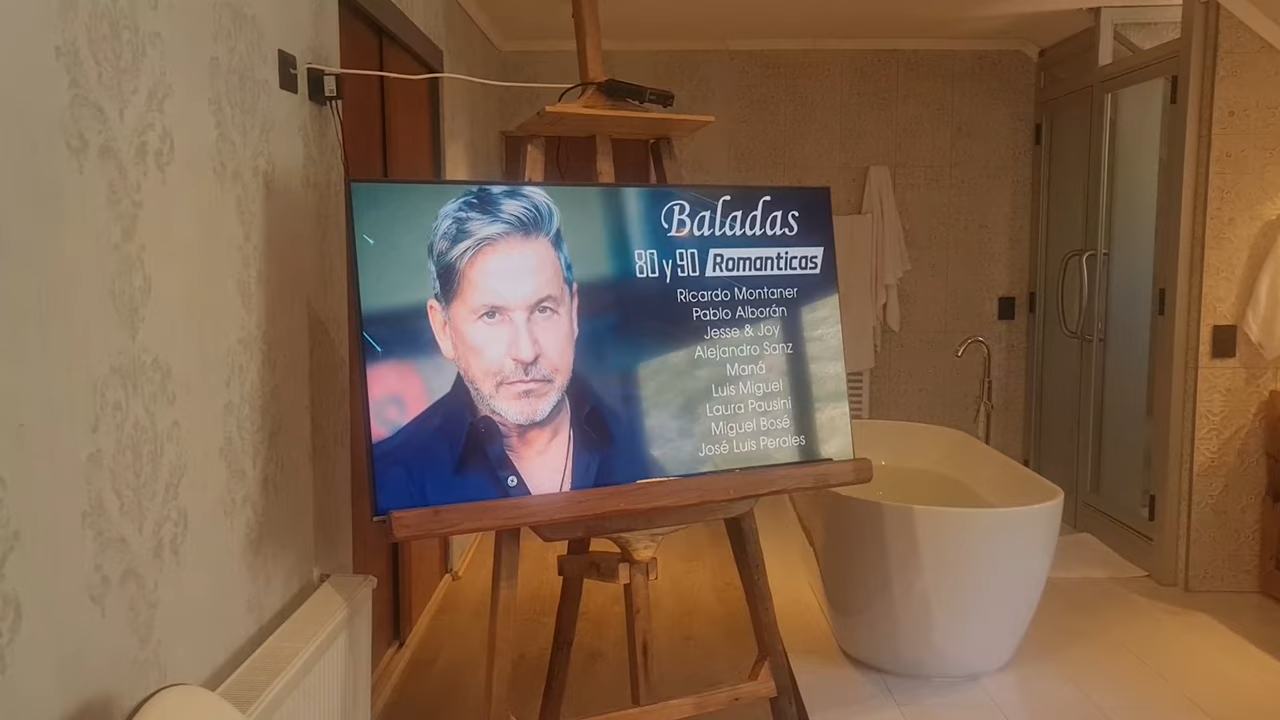 Baladas
80 y 90 Romanticas
Ricardo Montaner
Pablo Alborán
Jesse & Joy
Alejandro Sanz
Maná
Luis Miguel
Laura Pausini
Miguel Bosé
José Luis Perales